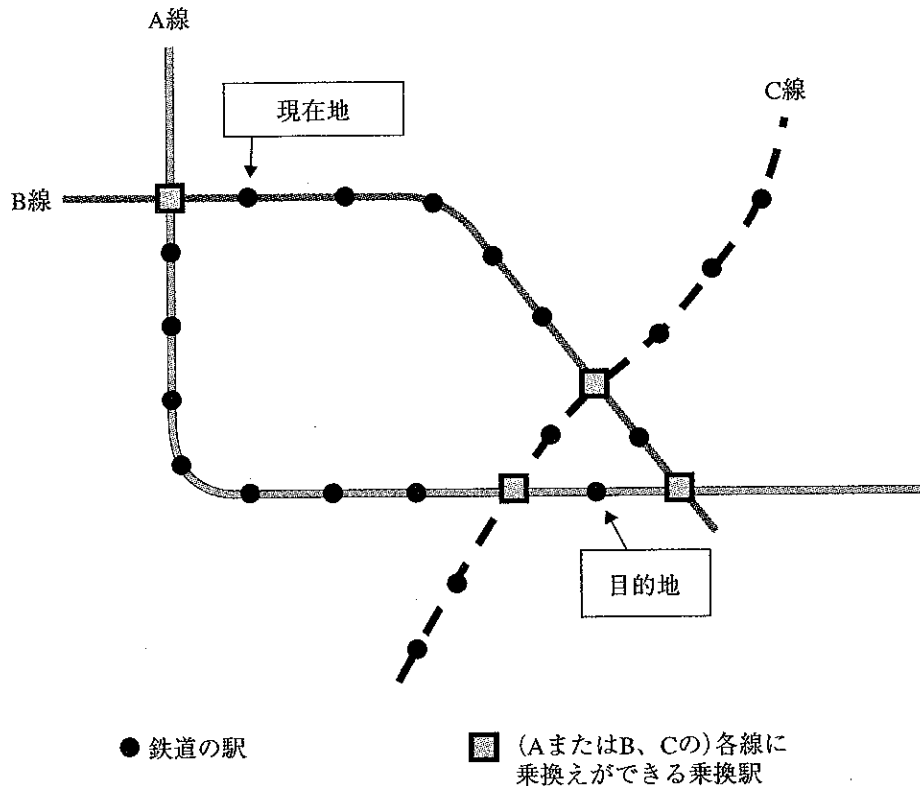 A線
現在地
C線
B線
目的地
鉄道の駅
(AまたはB、Cの)各線に
乗換えができる乗換駅